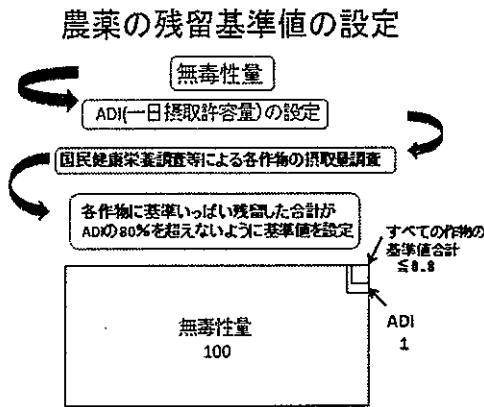 農薬の残留基準値の設定
無毒性量
ADI(一日摂取許容量)の設定
国民健康栄養調査等による各作物の摂取量調査
各作物に基準いっぱい残留した合計が
ADIの80%を超えないように基準値を設定
すべての作物の
基準値合計
≦0.8
無毒性量
100
ADI
1